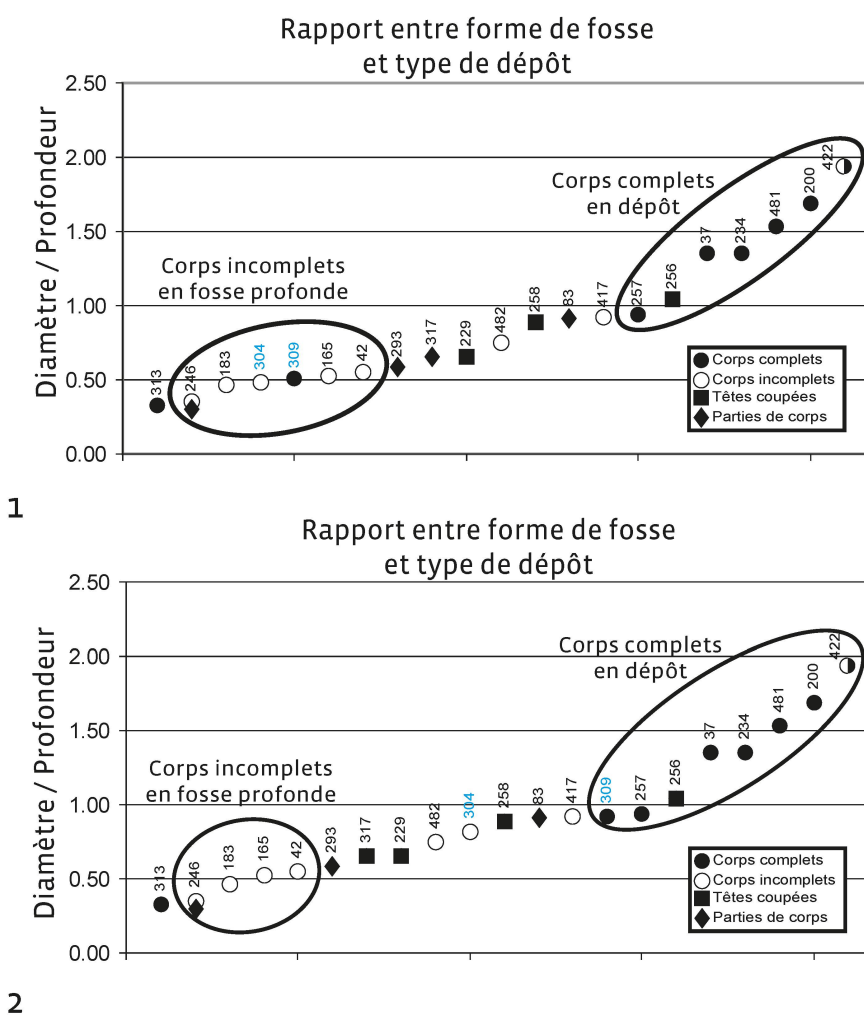 Rapport entre forme de fosse
et type de dépôt
2.50
2.00
1.50
1.00
0.50
0.00
Diamètre / Profondeur
Corps incomplets
en fosse profonde
Corps complets
en dépôt
313
246
183
304
309
165
42
293
317
229
482
258
83
417
257
256
37
234
481
200
422
Corps complets
Corps incomplets
Têtes coupées
Parties de corps
1
Rapport entre forme de fosse
et type de dépôt
2.50
2.00
1.50
1.00
0.50
0.00
Diamètre / Profondeur
Corps incomplets
en fosse profonde
Corps complets
en dépôt
313
246
183
165
42
293
317
229
482
304
258
83
417
309
257
256
37
234
481
200
422
Corps complets
Corps incomplets
Têtes coupées
Parties de corps
2